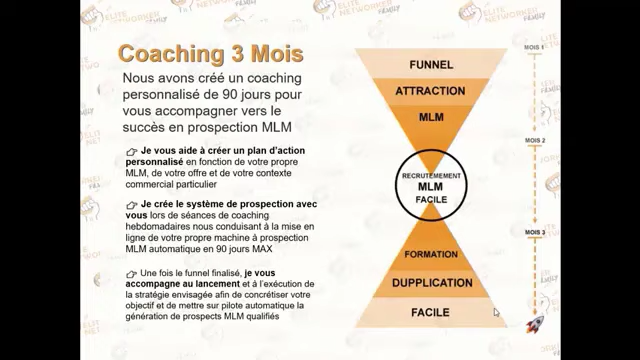 Coaching 3 Mois
Nous avons créé un coaching
personnalisé de 90 jours pour
vous accompagner vers le
succès en prospection MLM
👉 Je vous aide à créer un plan d'action
personnalisé en fonction de votre propre
MLM, de votre offre et de votre contexte
commercial particulier
👉 Je crée le système de prospection avec
vous lors de séances de coaching
hebdomadaires nous conduisant à la mise en
ligne de votre propre machine à prospection
MLM automatique en 90 jours MAX
👉 Une fois le funnel finalisé, je vous
accompagne au lancement et à l'exécution de
la stratégie envisagée afin de concrétiser votre
objectif et de mettre sur pilote automatique la
génération de prospects MLM qualifiés
FUNNEL
ATTRACTION
MLM
RECRUTEMEMENT
MLM
FACILE
FORMATION
DUPPLICATION
FACILE
MOIS 1
MOIS 2
MOIS 3
ELITE
NETWORKER
FAMILY